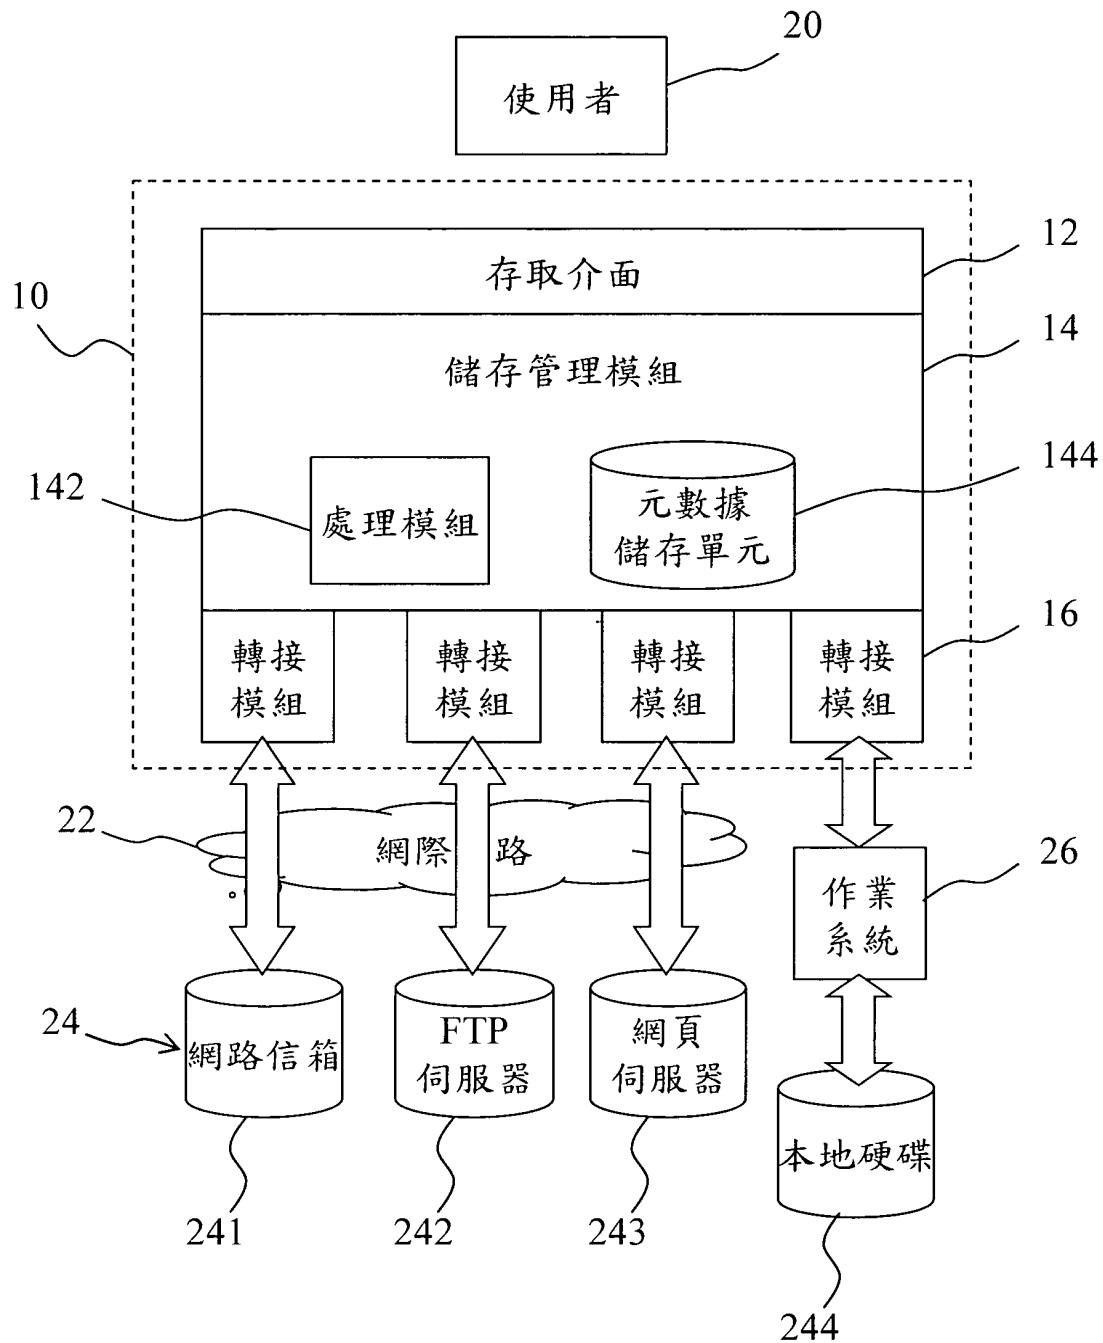 20
使用者
12
存取介面
10
14
儲存管理模組
142
處理模組
144
元數據
儲存單元
16
轉接
模組
轉接
模組
轉接
模組
轉接
模組
22
網際 路
26
作業
系統
24
網路信箱
FTP
伺服器
網頁
伺服器
本地硬碟
241
242
243
244